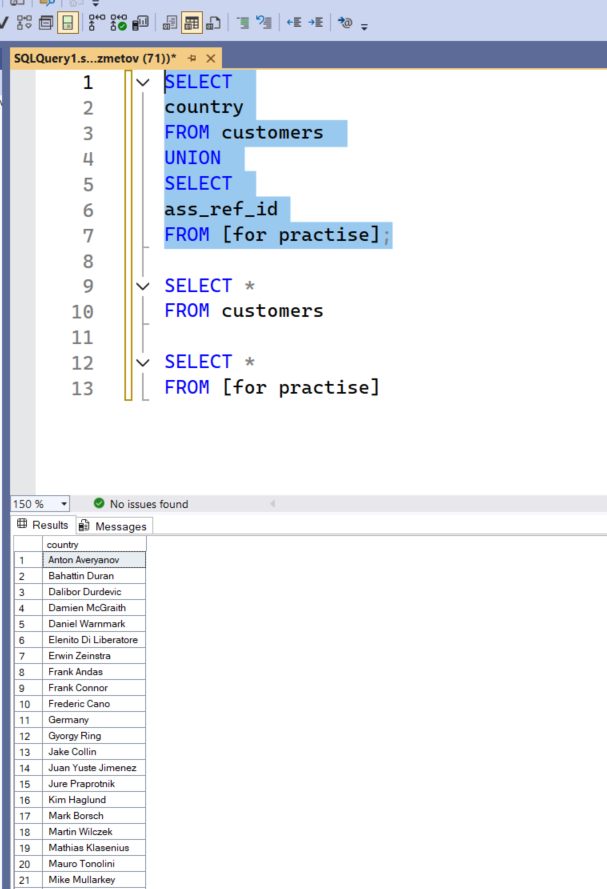 SQLQuery1.s...zmetov (71))*
1 SELECT
2 country
3 FROM customers
4 UNION
5 SELECT
6 ass_ref_id
7 FROM [for practise];
8
9 SELECT *
10 FROM customers
11
12 SELECT *
13 FROM [for practise]
150 % No issues found
Results Messages
country
1 Anton Averyanov
2 Bahattin Duran
3 Dalibor Durdevic
4 Damien McGraith
5 Daniel Warnmark
6 Elenito Di Liberatore
7 Erwin Zeinstra
8 Frank Andas
9 Frank Connor
10 Frederic Cano
11 Germany
12 Gyorgy Ring
13 Jake Collin
14 Juan Yuste Jimenez
15 Jure Praprotnik
16 Kim Haglund
17 Mark Borsch
18 Martin Wilczek
19 Mathias Klasenius
20 Mauro Tonolini
21 Mike Mullarkey